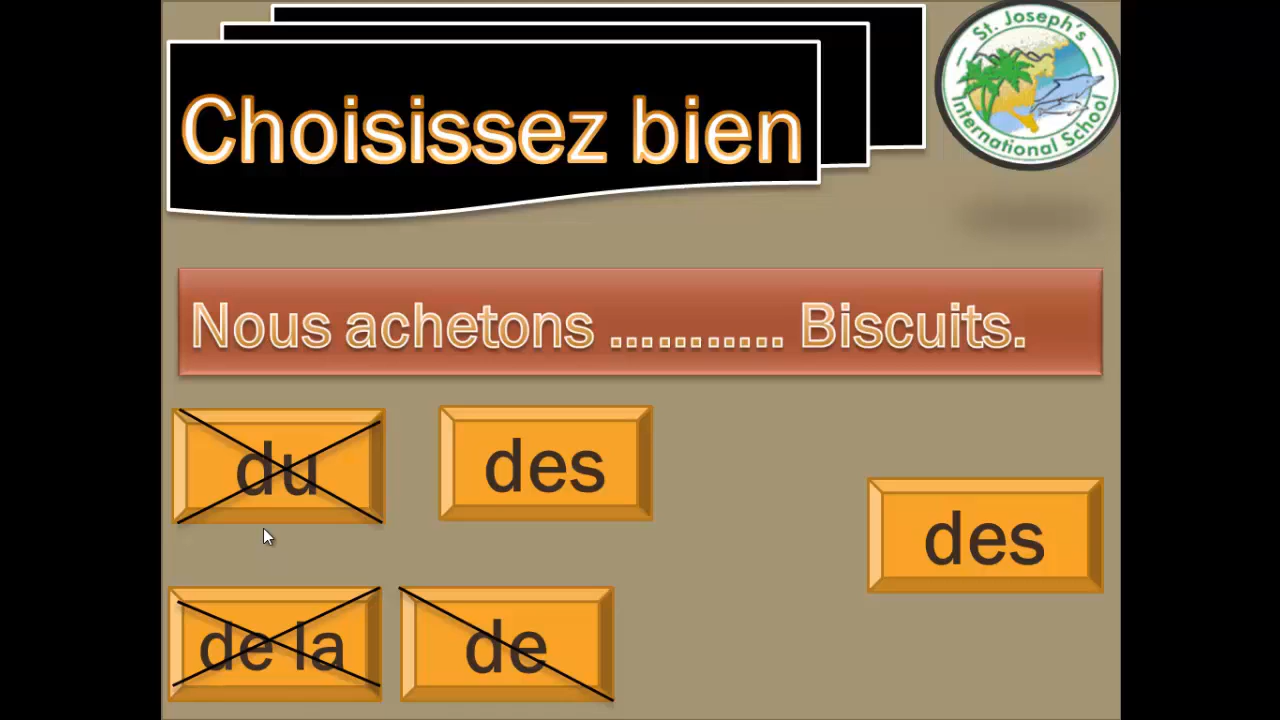 St. Joseph's
International School
Choisissez bien
Nous achetons ........... Biscuits.
du
des
des
de la
de